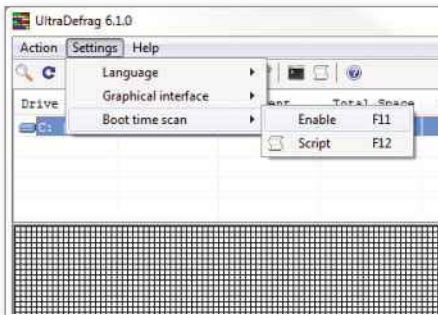 UltraDefrag 6.1.0
Action Settings Help
Language
Graphical interface
Drive Total Space
Boot time scan
Enable F11
C:
Script F12